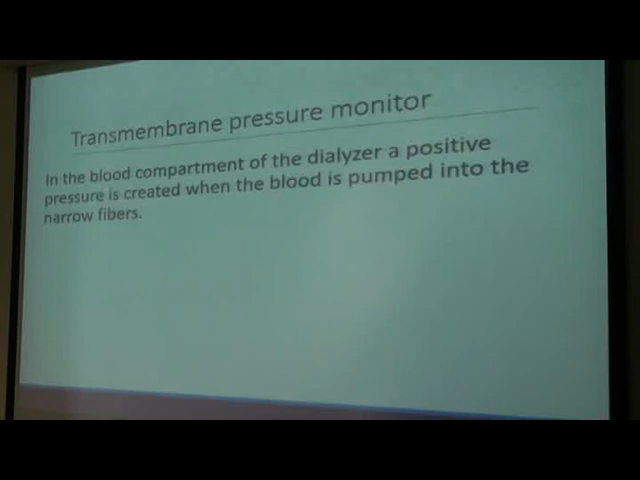 Transmembrane pressure monitor
In the blood compartment of the dialyzer a positive
pressure is created when the blood is pumped into the
narrow fibers.